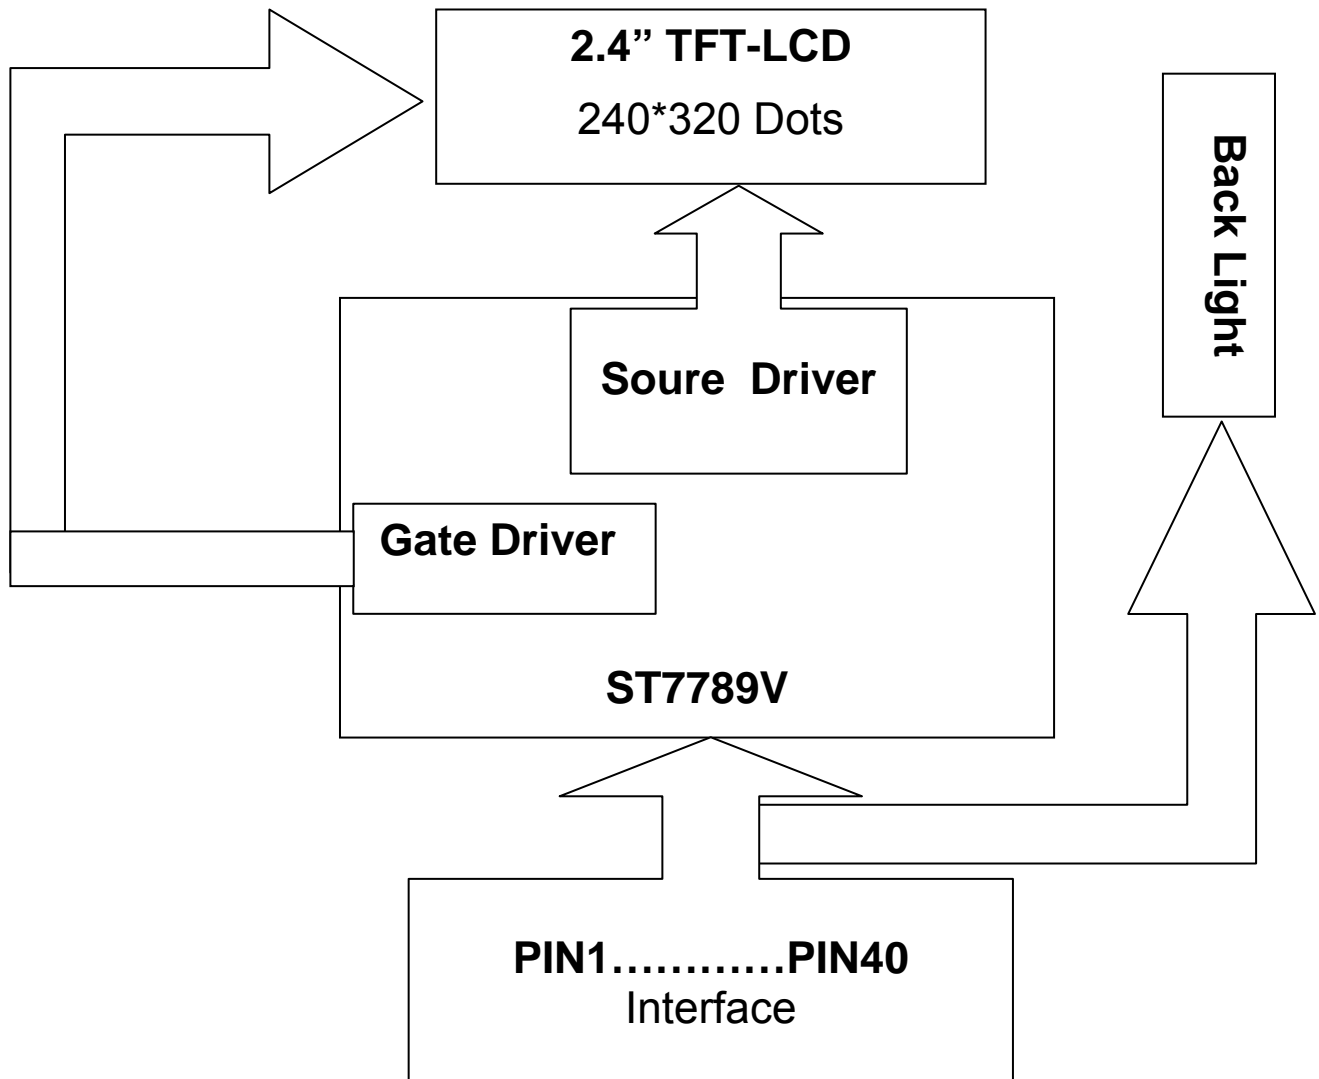 2.4” TFT-LCD
240*320 Dots
Back Light
Soure Driver
Gate Driver
ST7789V
PIN1…………PIN40
Interface